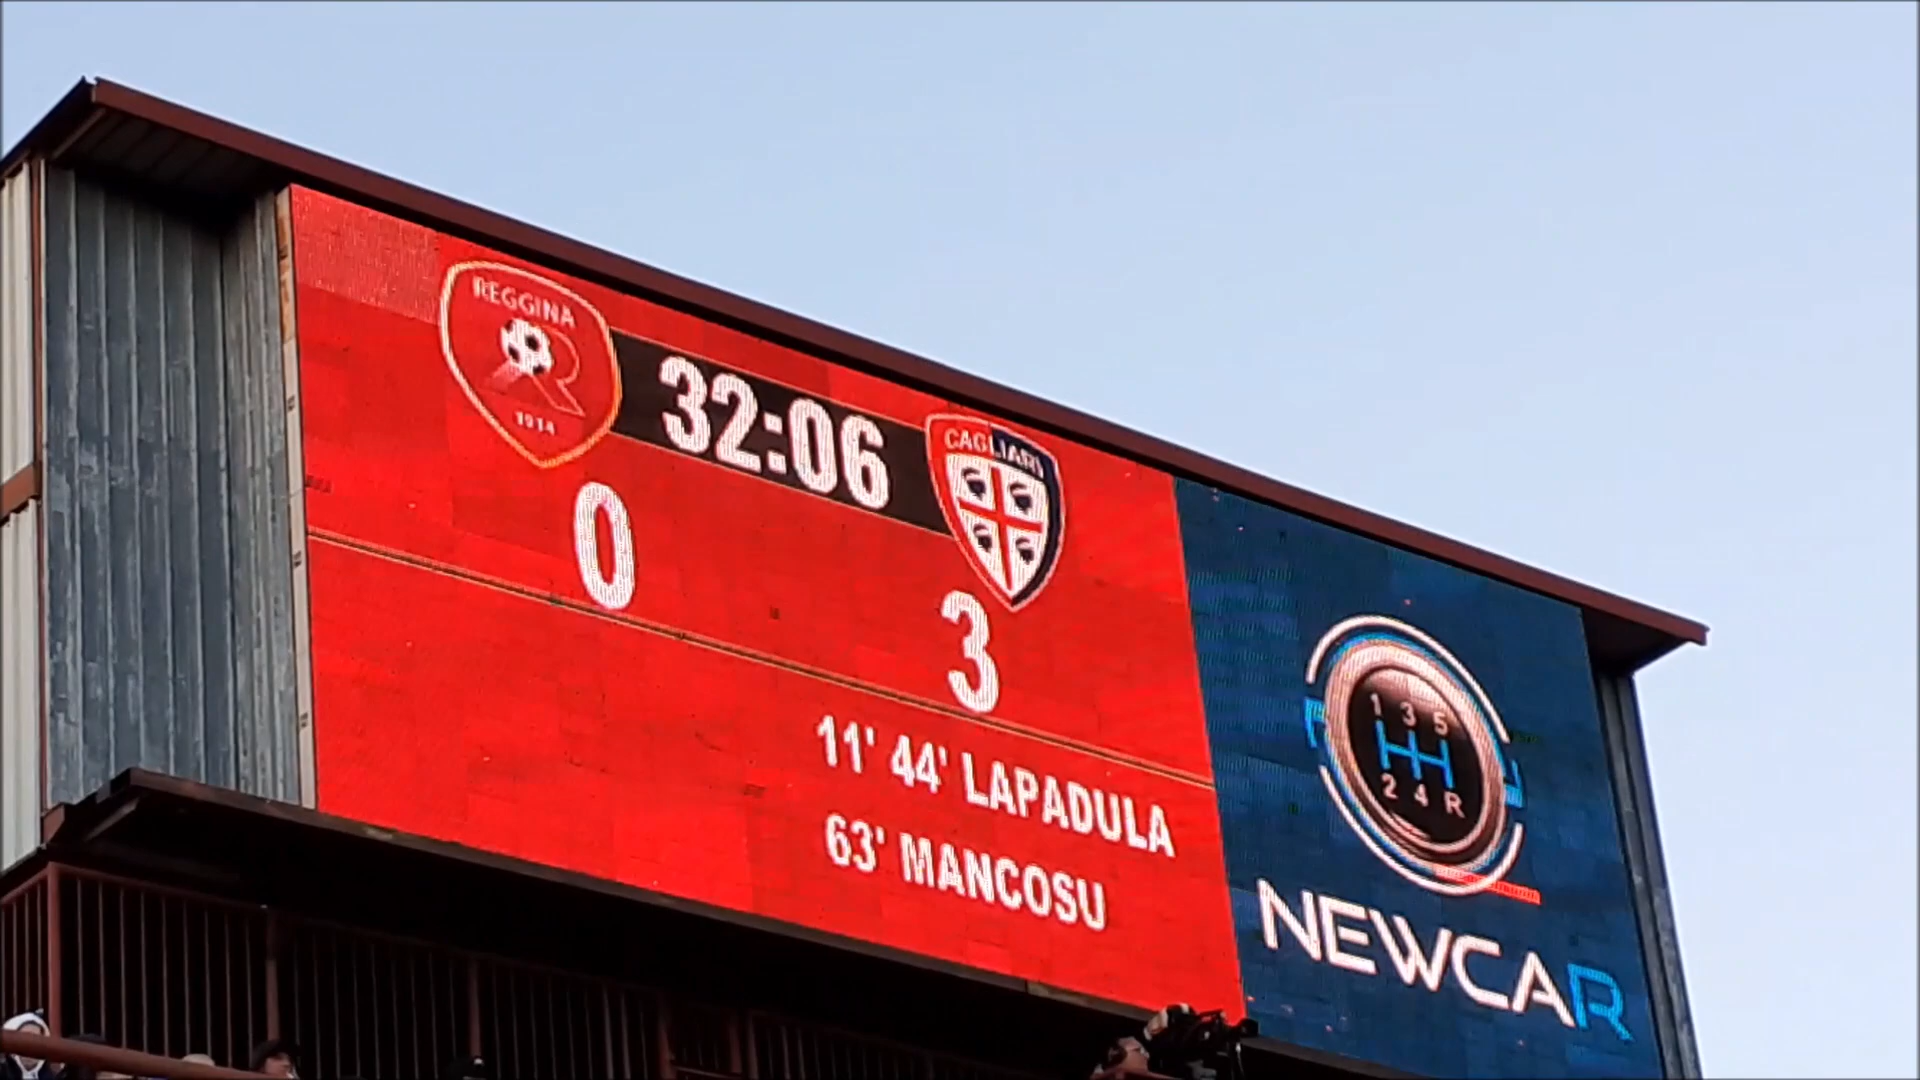 REGGINA
1914
32:06
CAGLIARI
0
3
11' 44' LAPADULA
63' MANCOSU
1 3 5
2 4 R
NEWCAR